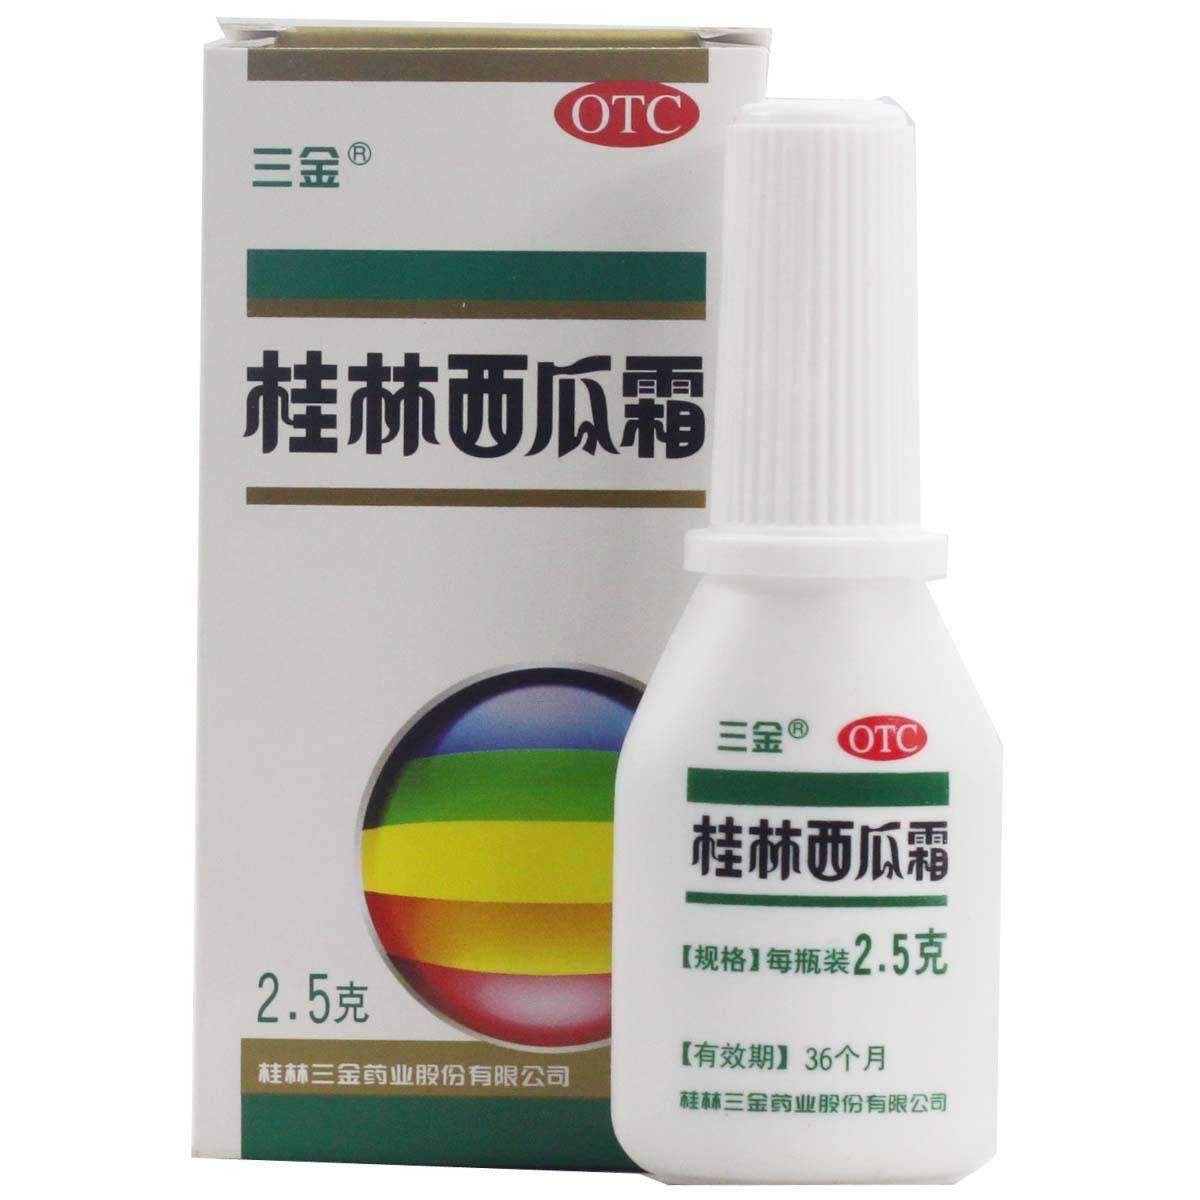 OTC
三金®
桂林西瓜霜
2.5克
桂林三金药业股份有限公司
三金® OTC
桂林西瓜霜
【规格】每瓶装2.5克
【有效期】36个月
桂林三金药业股份有限公司